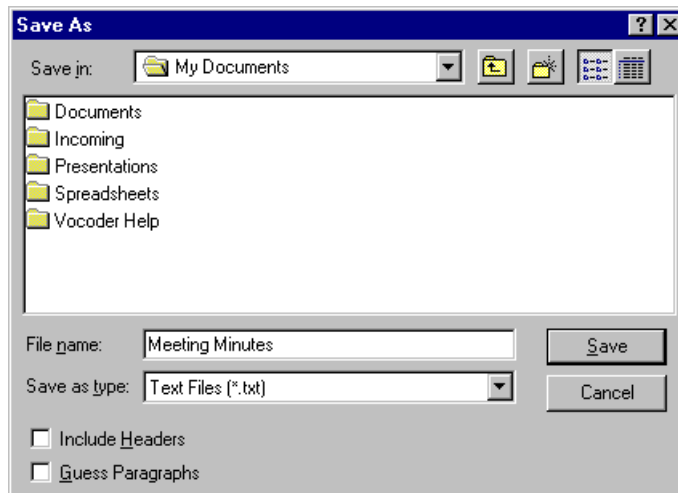 Save As
Save in: My Documents
Documents
Incoming
Presentations
Spreadsheets
Vocoder Help
File name: Meeting Minutes Save
Save as type: Text Files (*.txt) Cancel
Include Headers
Guess Paragraphs